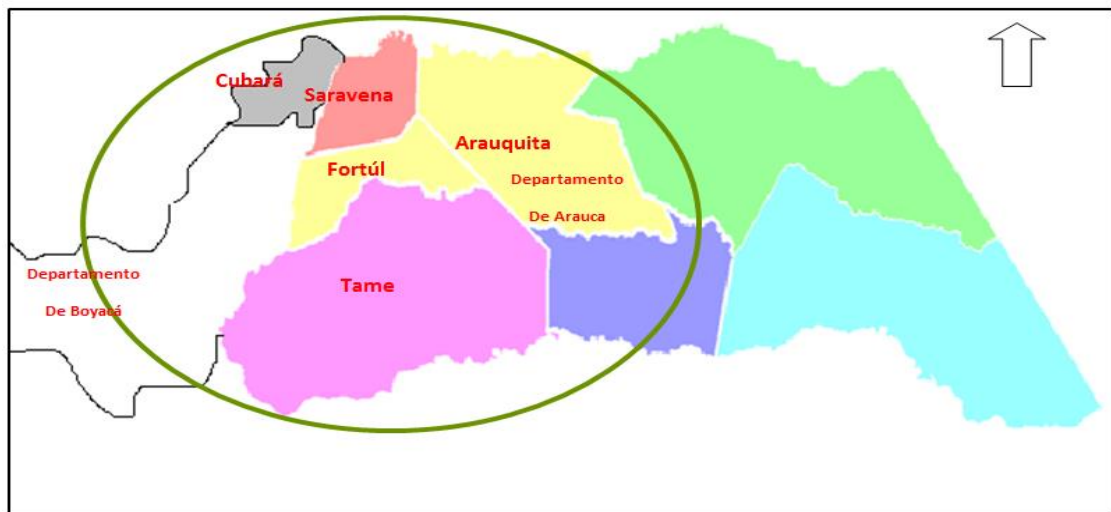 Cubará
Saravena
Arauquita
Fortúl
Departamento
De Arauca
Departamento
De Boyacá
Tame